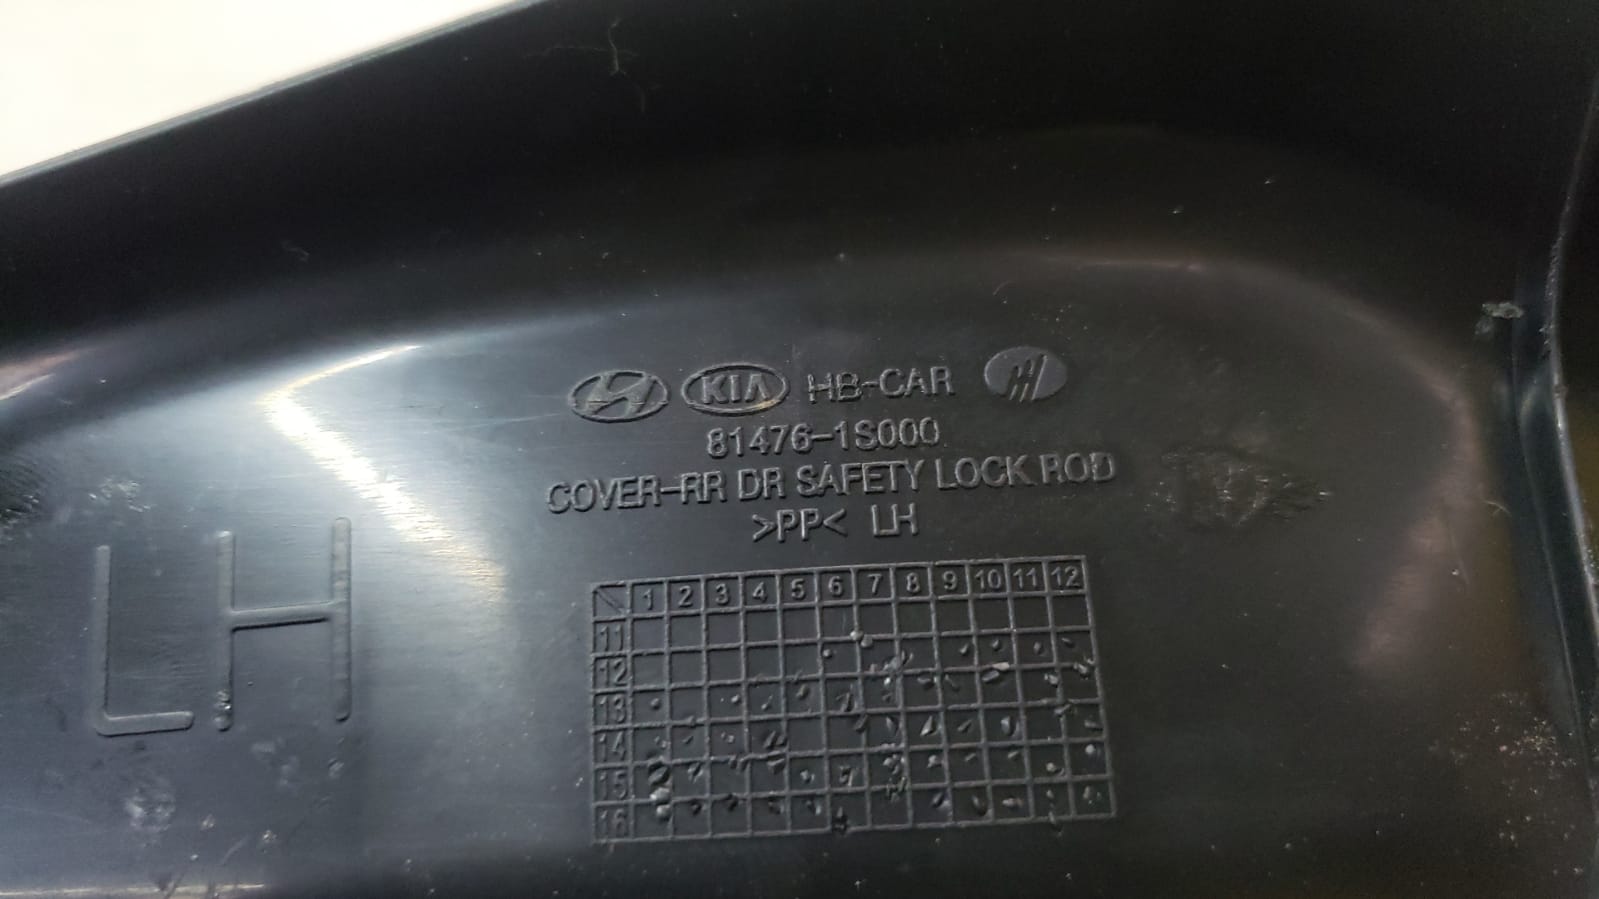 KIA HB-CAR
81476-1S000
COVER-RR DR SAFETY LOCK ROD
>PP< LH
LH
1 2 3 4 5 6 7 8 9 10 11 12
11
12
13
14
15
16